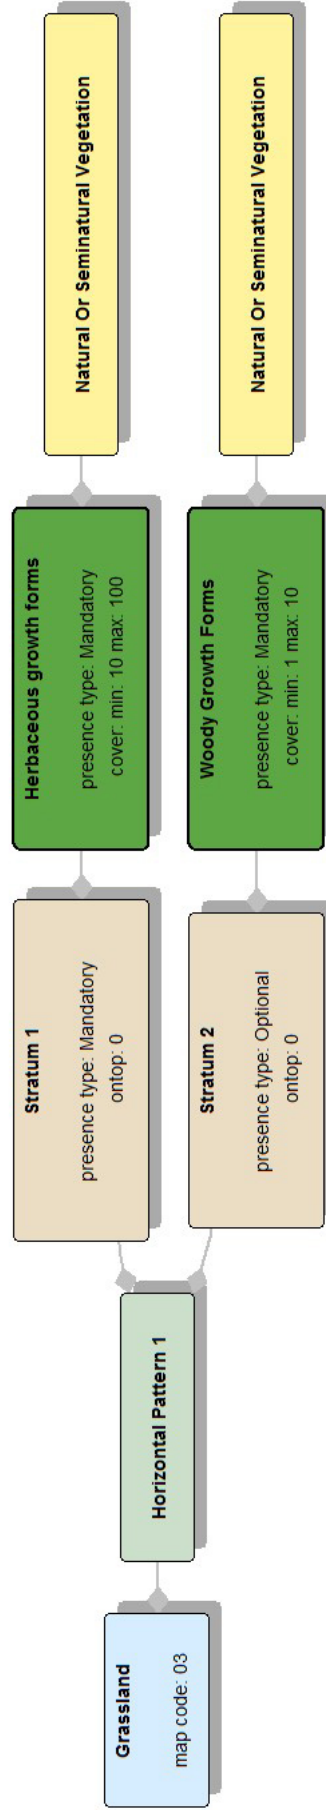 Grassland
map code: 03
Horizontal Pattern 1
Stratum 1
presence type: Mandatory
ontop: 0
Herbaceous growth forms
presence type: Mandatory
cover: min: 10 max: 100
Natural Or Seminatural Vegetation
Stratum 2
presence type: Optional
ontop: 0
Woody Growth Forms
presence type: Mandatory
cover: min: 1 max: 10
Natural Or Seminatural Vegetation